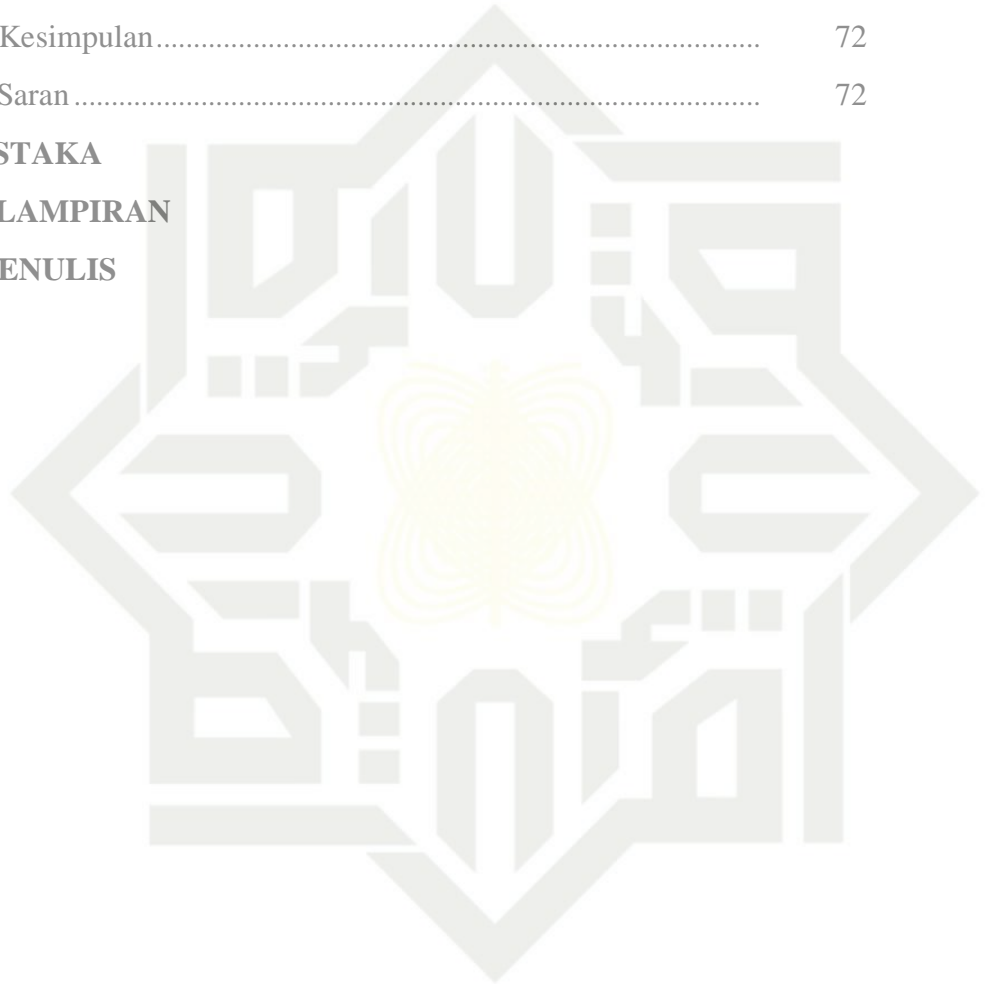 Kesimpulan.................................................................................. 72
Saran............................................................................................. 72
STAKA
LAMPIRAN
ENULIS